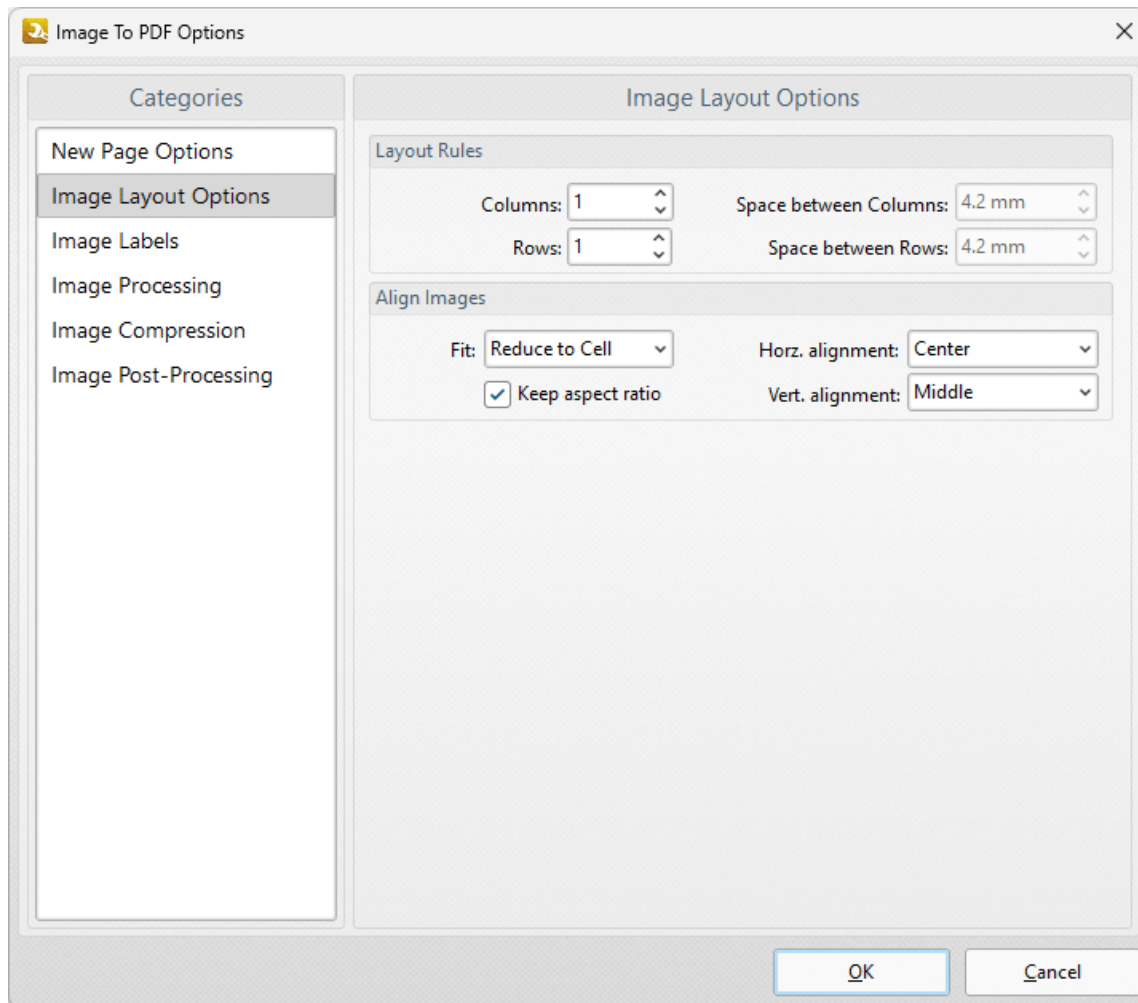 Image To PDF Options
Categories
New Page Options
Image Layout Options
Image Labels
Image Processing
Image Compression
Image Post-Processing
Image Layout Options
Layout Rules
Columns: 1 Space between Columns: 4.2 mm
Rows: 1 Space between Rows: 4.2 mm
Align Images
Fit: Reduce to Cell Horz. alignment: Center
Keep aspect ratio Vert. alignment: Middle
OK Cancel